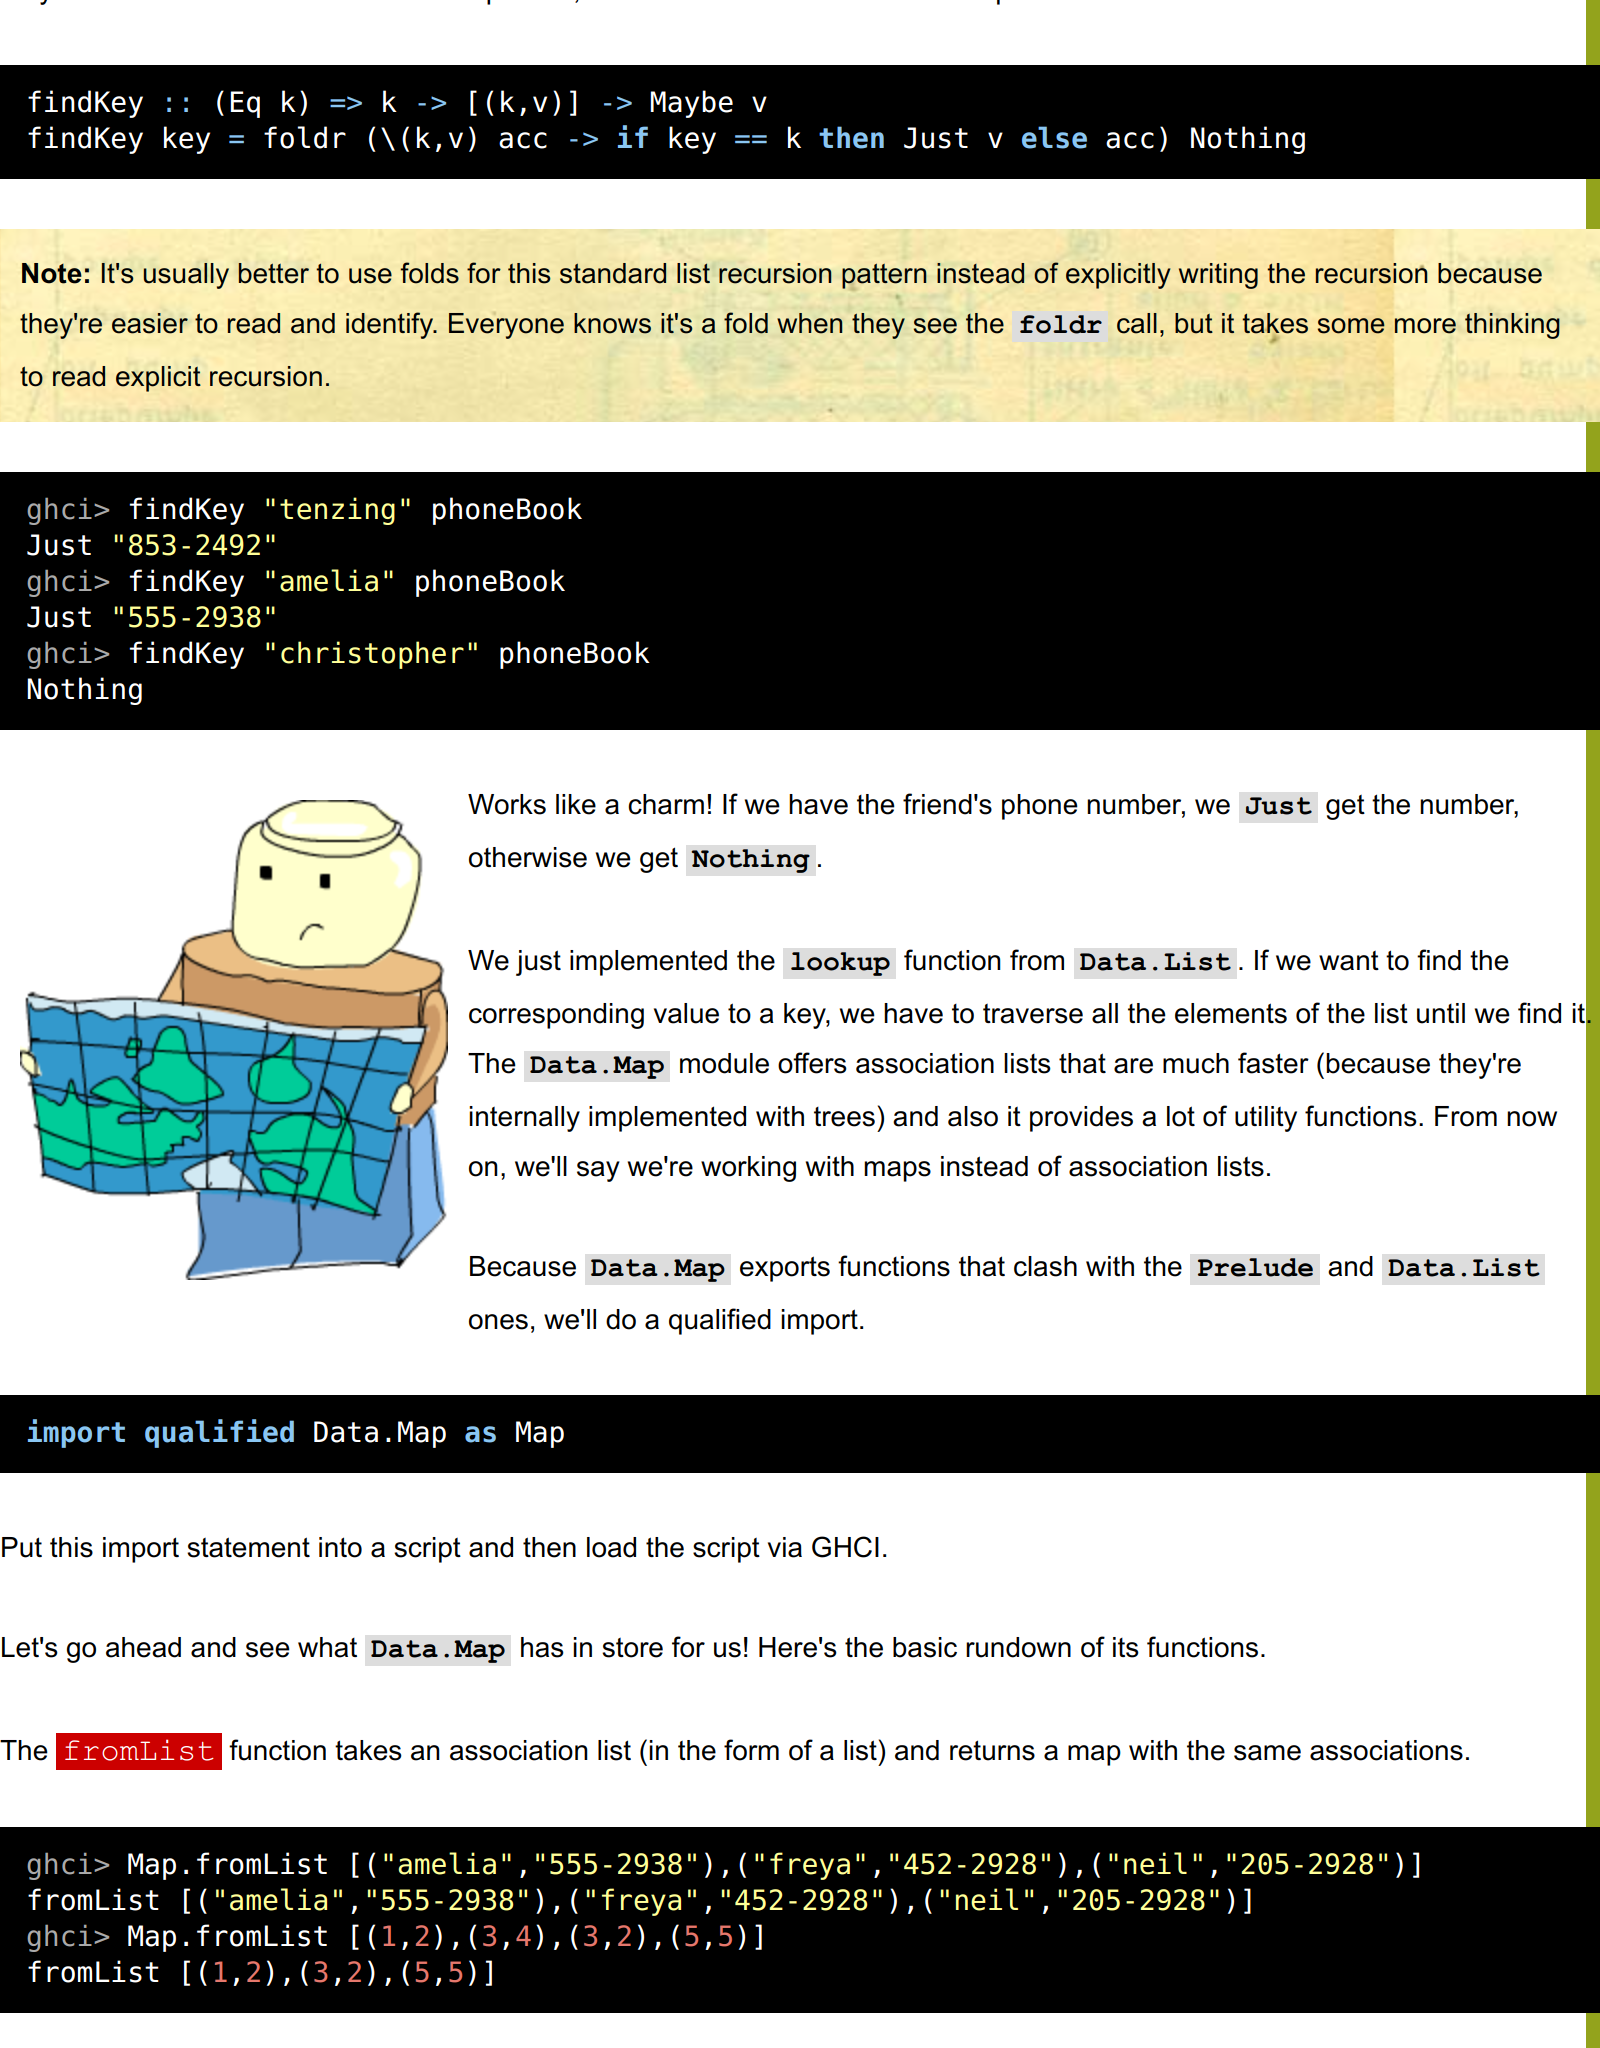 findKey :: (Eq k) => k -> [(k,v)] -> Maybe v
findKey key = foldr (\(k,v) acc -> if key == k then Just v else acc) Nothing
Note: It's usually better to use folds for this standard list recursion pattern instead of explicitly writing the recursion because
they're easier to read and identify. Everyone knows it's a fold when they see the foldr call, but it takes some more thinking
to read explicit recursion.
ghci> findKey "tenzing" phoneBook
Just "853-2492"
ghci> findKey "amelia" phoneBook
Just "555-2938"
ghci> findKey "christopher" phoneBook
Nothing
Works like a charm! If we have the friend's phone number, we Just get the number,
otherwise we get Nothing.
We just implemented the lookup function from Data.List. If we want to find the
corresponding value to a key, we have to traverse all the elements of the list until we find it.
The Data.Map module offers association lists that are much faster (because they're
internally implemented with trees) and also it provides a lot of utility functions. From now
on, we'll say we're working with maps instead of association lists.
Because Data.Map exports functions that clash with the Prelude and Data.List
ones, we'll do a qualified import.
import qualified Data.Map as Map
Put this import statement into a script and then load the script via GHCI.
Let's go ahead and see what Data.Map has in store for us! Here's the basic rundown of its functions.
The fromList function takes an association list (in the form of a list) and returns a map with the same associations.
ghci> Map.fromList [("amelia","555-2938"),("freya","452-2928"),("neil","205-2928")]
fromList [("amelia","555-2938"),("freya","452-2928"),("neil","205-2928")]
ghci> Map.fromList [(1,2),(3,4),(3,2),(5,5)]
fromList [(1,2),(3,2),(5,5)]